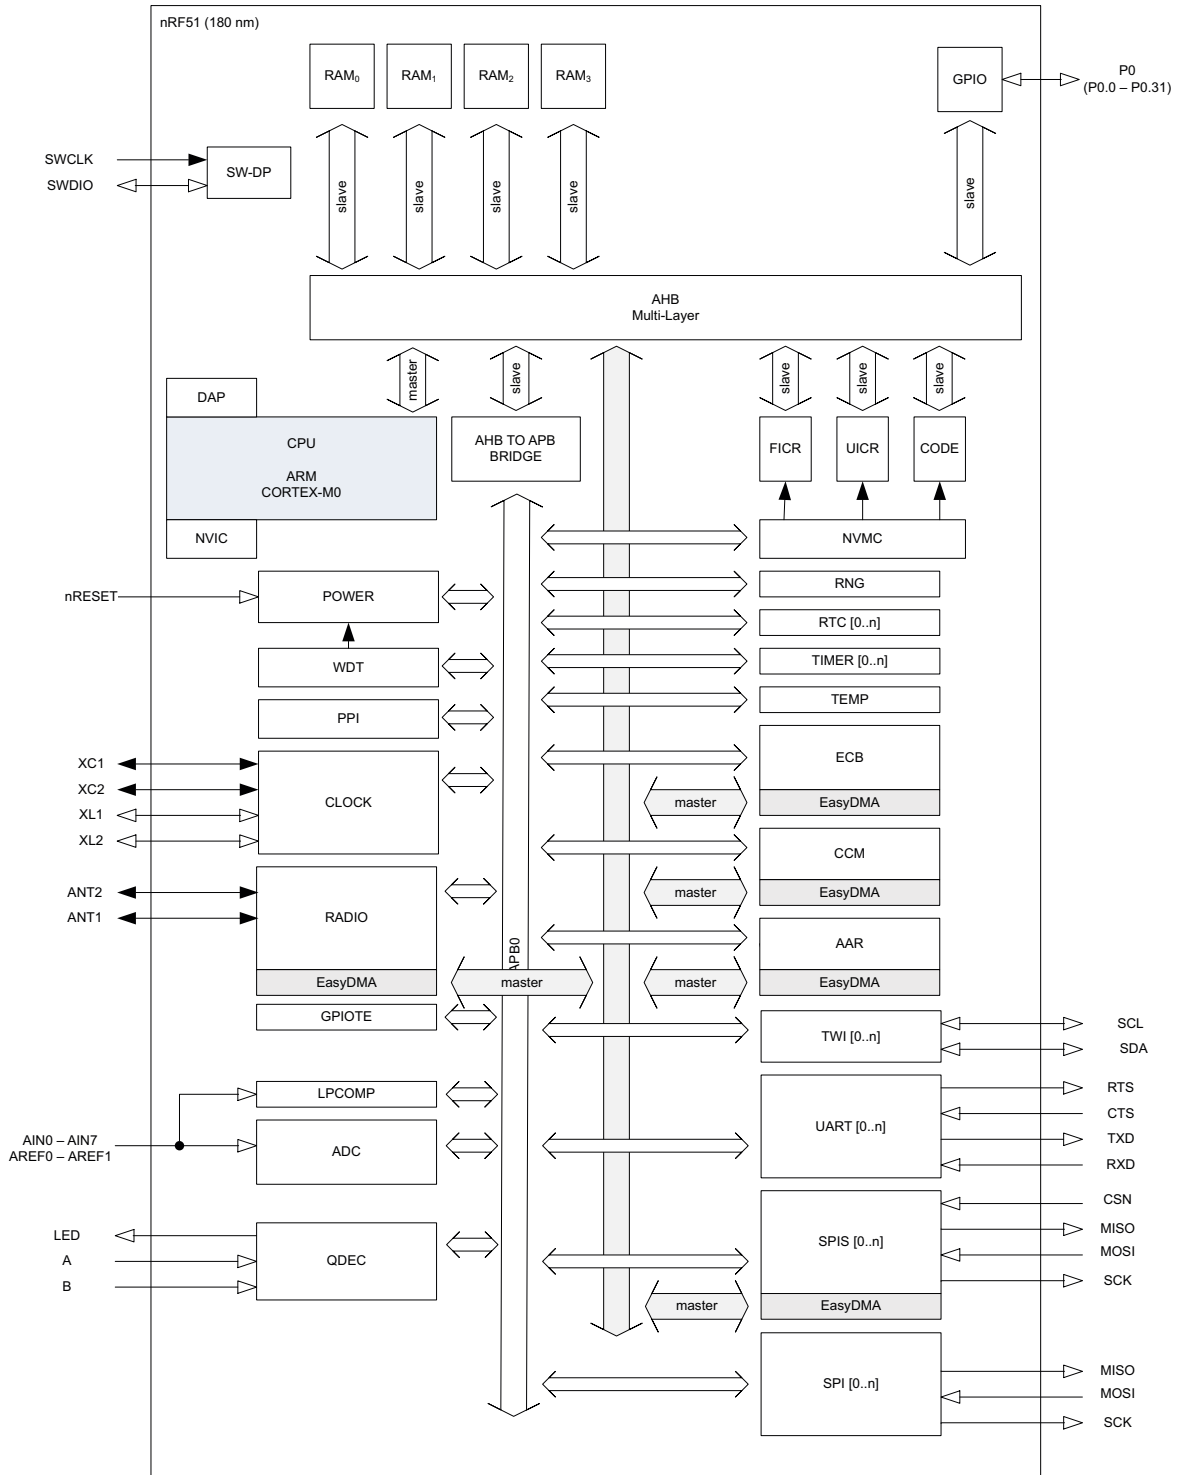 nRF51 (180 nm)
RAM0
RAM1
RAM2
RAM3
GPIO
P0
(P0.0 – P0.31)
SWCLK
SWDIO
SW-DP
slave
slave
slave
slave
slave
AHB
Multi-Layer
master
slave
slave
slave
slave
DAP
CPU
ARM
CORTEX-M0
NVIC
AHB TO APB
BRIDGE
FICR
UICR
CODE
NVMC
nRESET
POWER
RNG
RTC [0..n]
WDT
TIMER [0..n]
TEMP
PPI
XC1
XC2
XL1
XL2
CLOCK
ECB
master
EasyDMA
CCM
master
EasyDMA
ANT2
ANT1
RADIO
EasyDMA
APB0
master
AAR
master
EasyDMA
GPIOTE
TWI [0..n]
SCL
SDA
LPCOMP
AIN0 – AIN7
AREF0 – AREF1
ADC
UART [0..n]
RTS
CTS
TXD
RXD
LED
A
B
QDEC
SPIS [0..n]
CSN
MISO
MOSI
SCK
master
EasyDMA
SPI [0..n]
MISO
MOSI
SCK